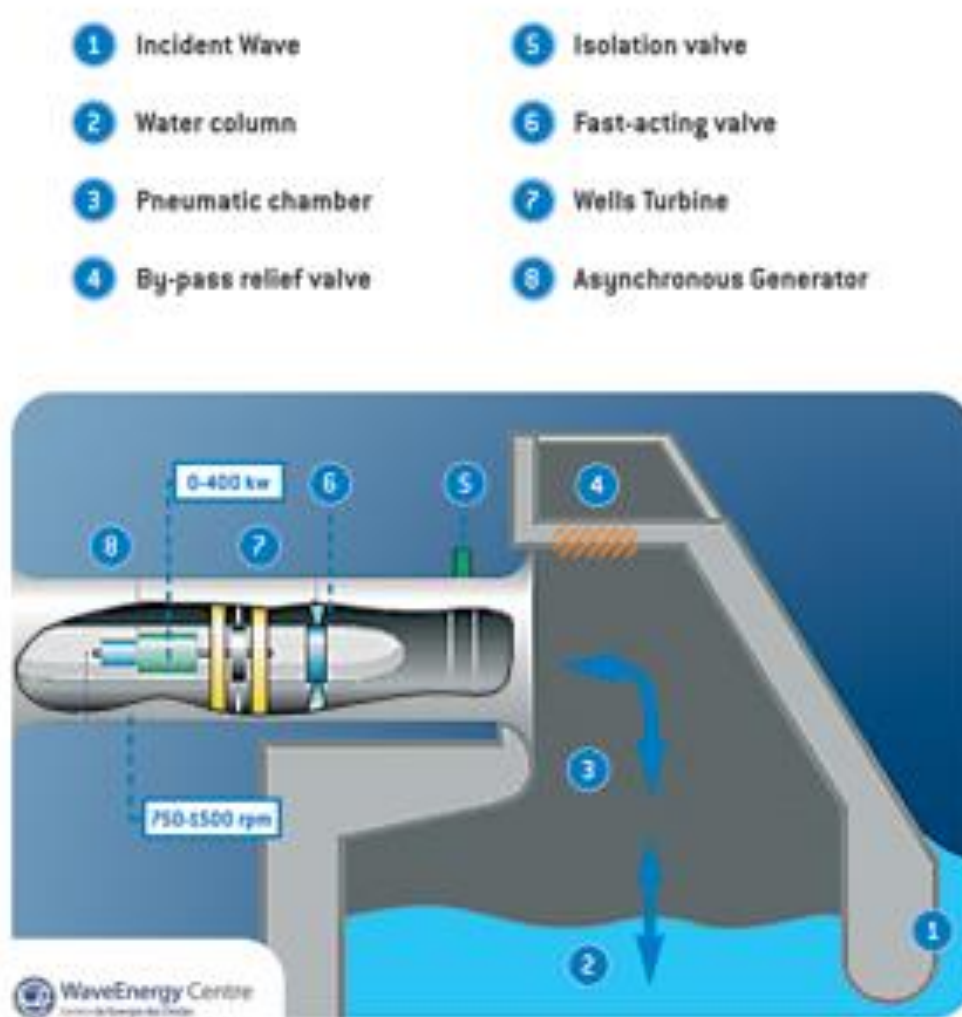 1 Incident Wave
2 Water column
3 Pneumatic chamber
4 By-pass relief valve
5 Isolation valve
6 Fast-acting valve
7 Wells Turbine
8 Asynchronous Generator
0-400 kw
6
5
4
8
7
3
750-1500 rpm
1
2
WaveEnergy Centre